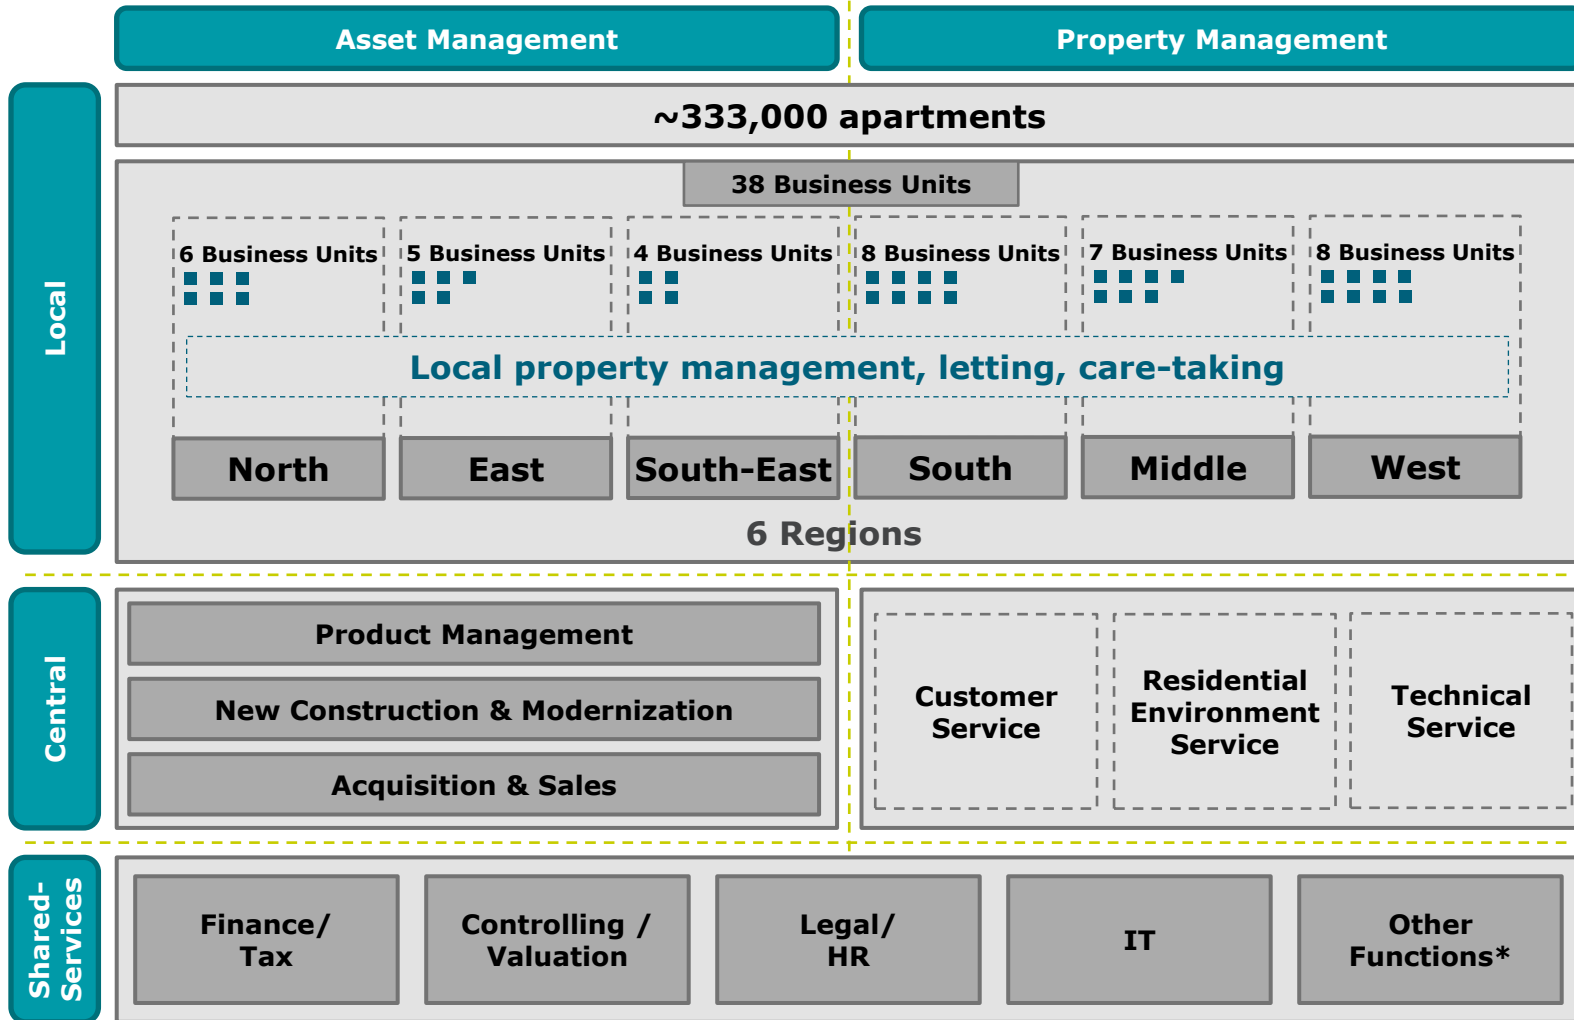 Asset Management
Property Management
Local
~333,000 apartments
38 Business Units
6 Business Units
5 Business Units
4 Business Units
8 Business Units
7 Business Units
8 Business Units
Local property management, letting, care-taking
North
East
South-East
South
Middle
West
6 Regions
Central
Product Management
New Construction & Modernization
Acquisition & Sales
Customer
Service
Residential
Environment
Service
Technical
Service
Shared-
Services
Finance/
Tax
Controlling /
Valuation
Legal/
HR
IT
Other
Functions*